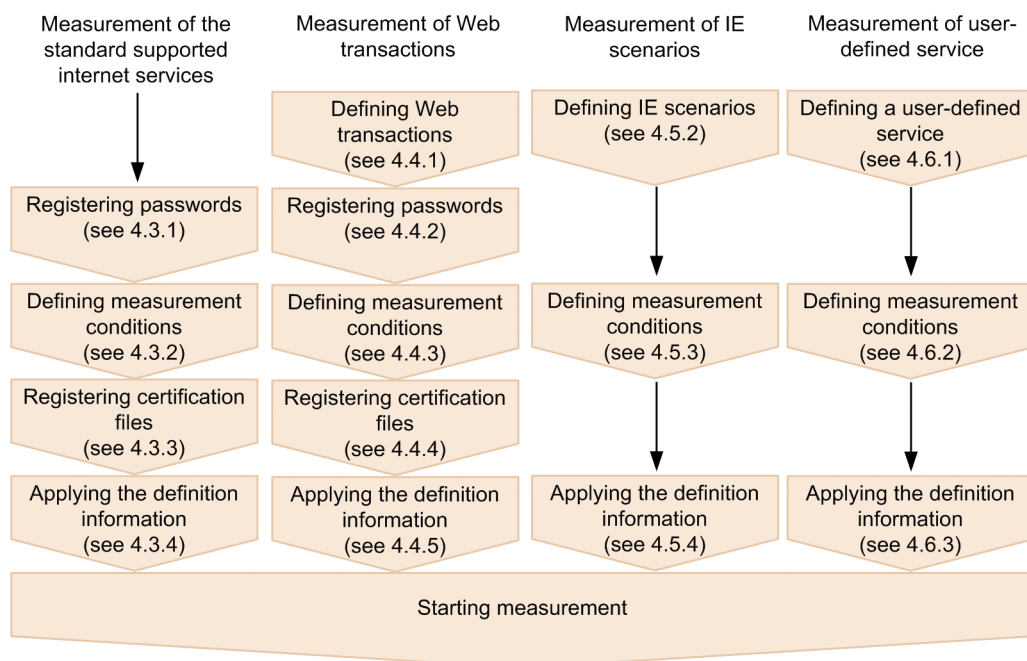 Measurement of the
standard supported
internet services
Measurement of Web
transactions
Measurement of IE
scenarios
Measurement of user-
defined service
Defining Web
transactions
(see 4.4.1)
Defining IE scenarios
(see 4.5.2)
Defining a user-defined
service
(see 4.6.1)
Registering passwords
(see 4.3.1)
Registering passwords
(see 4.4.2)
Defining measurement
conditions
(see 4.3.2)
Defining measurement
conditions
(see 4.4.3)
Defining measurement
conditions
(see 4.5.3)
Defining measurement
conditions
(see 4.6.2)
Registering certification
files
(see 4.3.3)
Registering certification
files
(see 4.4.4)
Applying the definition
information
(see 4.3.4)
Applying the definition
information
(see 4.4.5)
Applying the definition
information
(see 4.5.4)
Applying the definition
information
(see 4.6.3)
Starting measurement